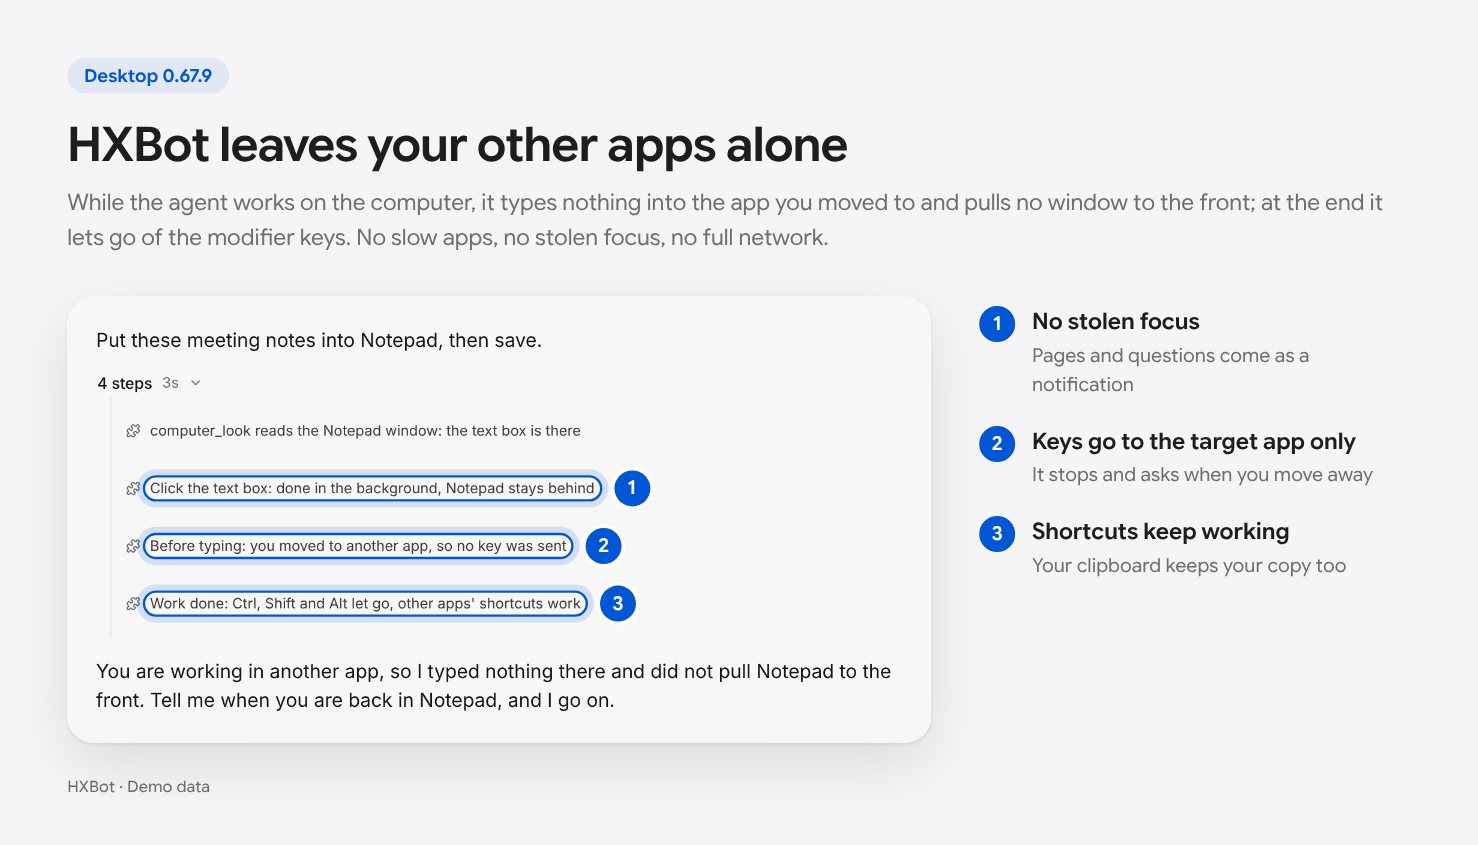 Desktop 0.67.9
HXBot leaves your other apps alone
While the agent works on the computer, it types nothing into the app you moved to and pulls no window to the front; at the end it
lets go of the modifier keys. No slow apps, no stolen focus, no full network.
Put these meeting notes into Notepad, then save.
4 steps 3s
computer_look reads the Notepad window: the text box is there
Click the text box: done in the background, Notepad stays behind 1
Before typing: you moved to another app, so no key was sent 2
Work done: Ctrl, Shift and Alt let go, other apps' shortcuts work 3
You are working in another app, so I typed nothing there and did not pull Notepad to the
front. Tell me when you are back in Notepad, and I go on.
1 No stolen focus
Pages and questions come as a
notification
2 Keys go to the target app only
It stops and asks when you move away
3 Shortcuts keep working
Your clipboard keeps your copy too
HXBot · Demo data